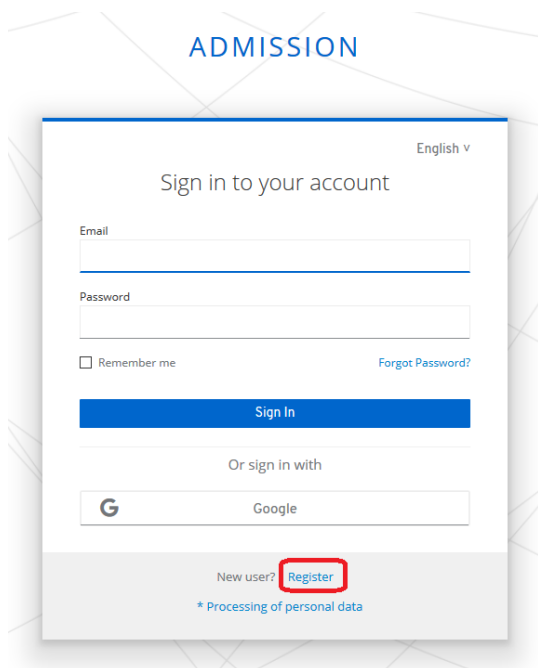 ADMISSION
English v
Sign in to your account
Email
Password
Remember me Forgot Password?
Sign In
Or sign in with
G Google
New user? Register
* Processing of personal data